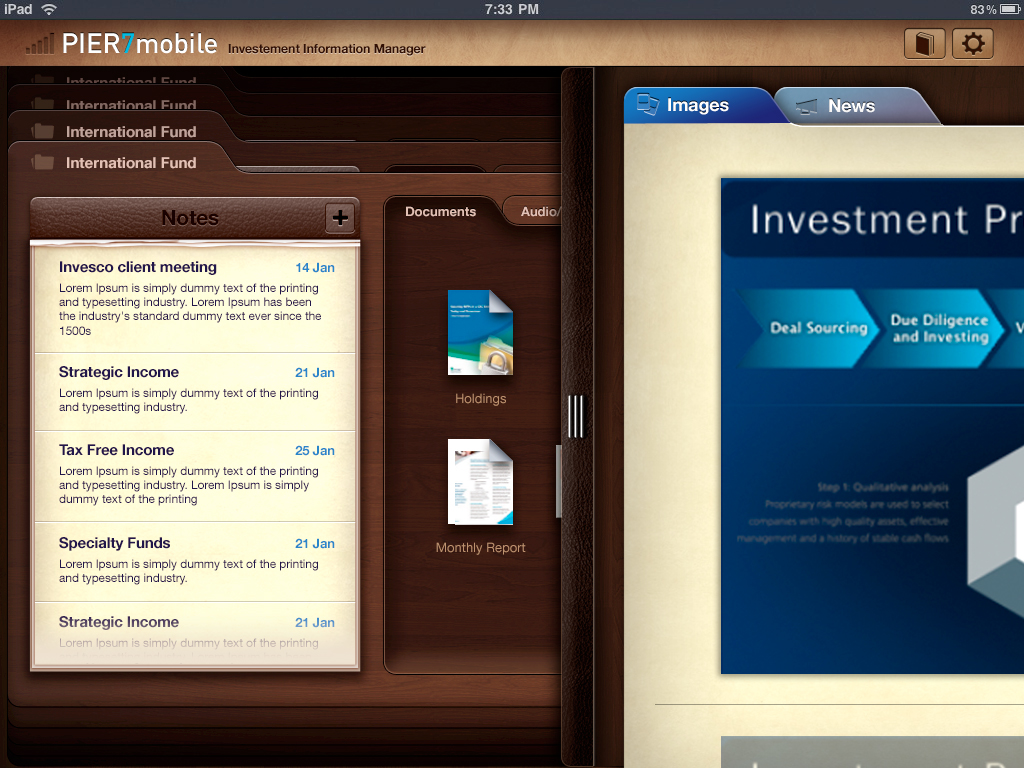 iPad
7:33 PM
83%
PIER7mobile
Investement Information Manager
International Fund
International Fund
International Fund
International Fund
Notes
+
Invesco client meeting
14 Jan
Lorem Ipsum is simply dummy text of the printing
and typesetting industry. Lorem Ipsum has been
the industry's standard dummy text ever since the
1500s
Strategic Income
21 Jan
Lorem Ipsum is simply dummy text of the printing
and typesetting industry.
Tax Free Income
25 Jan
Lorem Ipsum is simply dummy text of the printing
and typesetting industry. Lorem Ipsum is simply
dummy text of the printing
Specialty Funds
21 Jan
Lorem Ipsum is simply dummy text of the printing
and typesetting industry.
Strategic Income
21 Jan
Lorem Ipsum is simply dummy text of the printing
Documents
Audio/
Holdings
Monthly Report
Images
News
Investment Pr
Deal Sourcing
Due Diligence
and Investing
V
Step 1: Qualitative analysis
Proprietary risk models are used to select
companies with high quality assets, effective
management and a history of stable cash flows